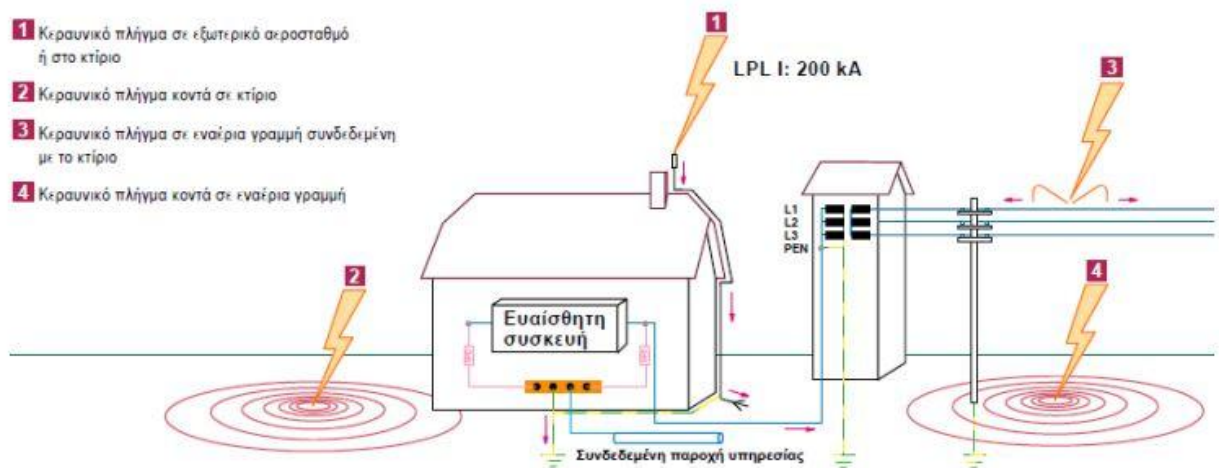 1 Κεραυνικό πλήγμα σε εξωτερικό αεροσταθμό
ή στο κτίριο
2 Κεραυνικό πλήγμα κοντά σε κτίριο
3 Κεραυνικό πλήγμα σε εναέρια γραμμή συνδεδεμένη
με το κτίριο
4 Κεραυνικό πλήγμα κοντά σε εναέρια γραμμή
1
LPL I: 200 kA
3
L1
L2
L3
PEN
2
4
Ευαίσθητη
συσκευή
Συνδεδεμένη παροχή υπηρεσίας